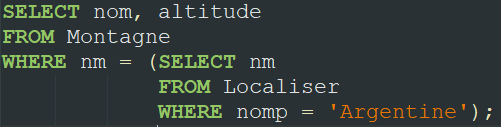 SELECT nom, altitude
FROM Montagne
WHERE nm = (SELECT nm
FROM Localiser
WHERE nomp = 'Argentine');